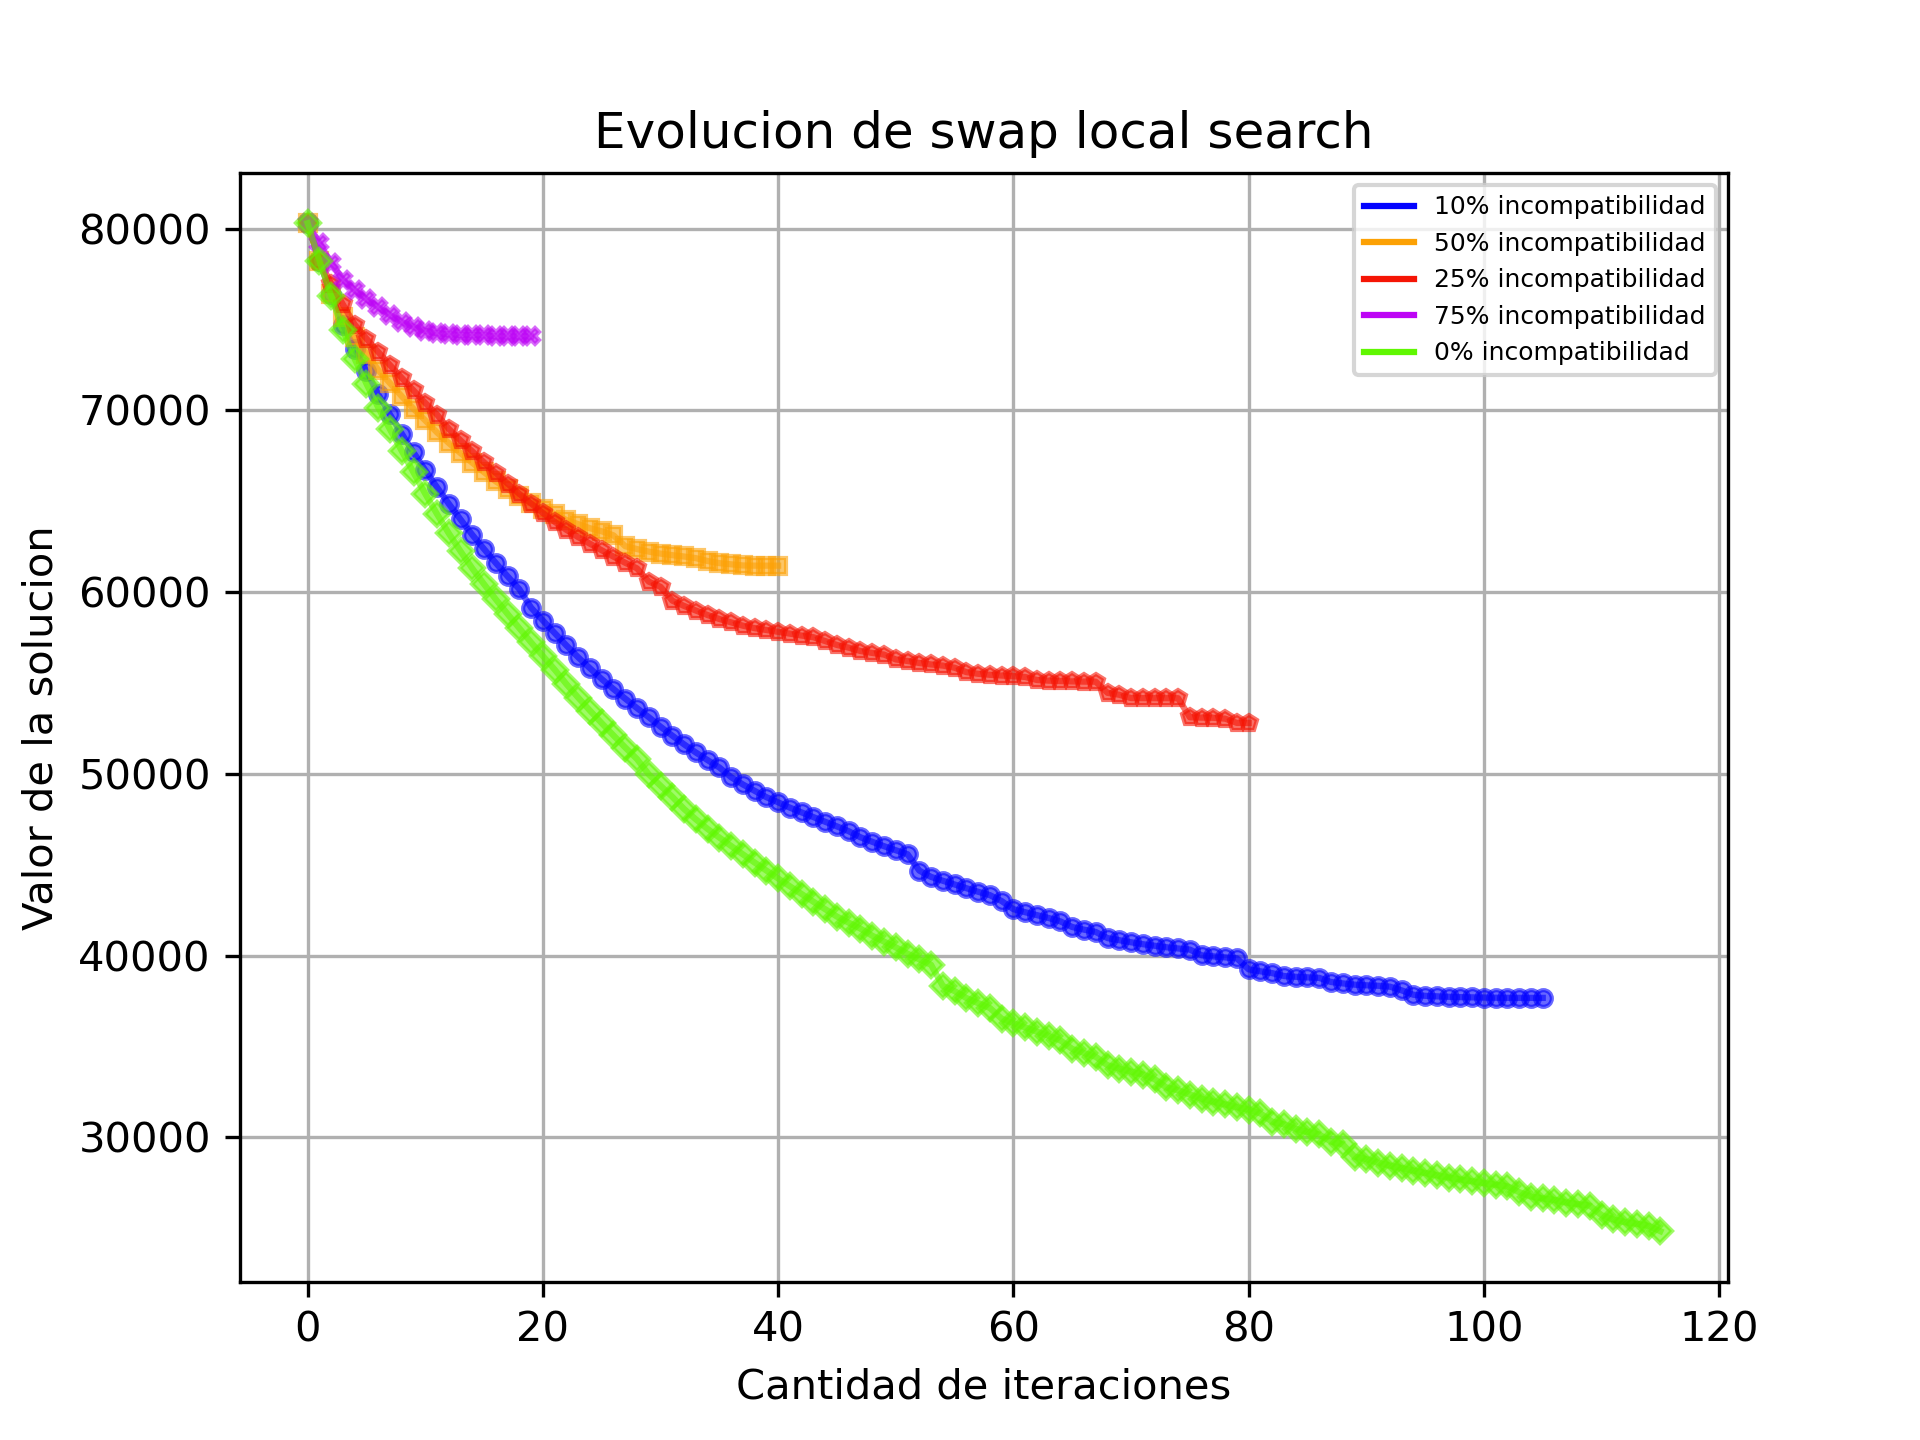 Evolucion de swap local search
10% incompatibilidad
50% incompatibilidad
25% incompatibilidad
75% incompatibilidad
0% incompatibilidad
Valor de la solucion
80000
70000
60000
50000
40000
30000
0 20 40 60 80 100 120
Cantidad de iteraciones